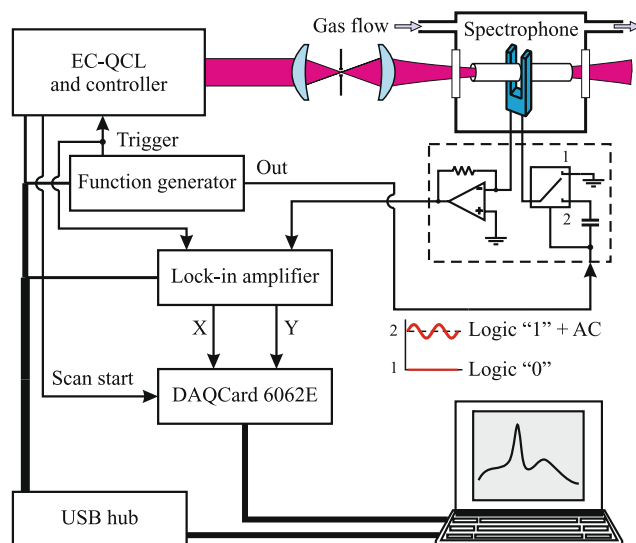 Gas flow
Spectrophone
EC-QCL
and controller
Trigger
Function generator
Out
1
2
Lock-in amplifier
X
Y
2
Logic “1” + AC
1
Logic “0”
Scan start
DAQCard 6062E
USB hub